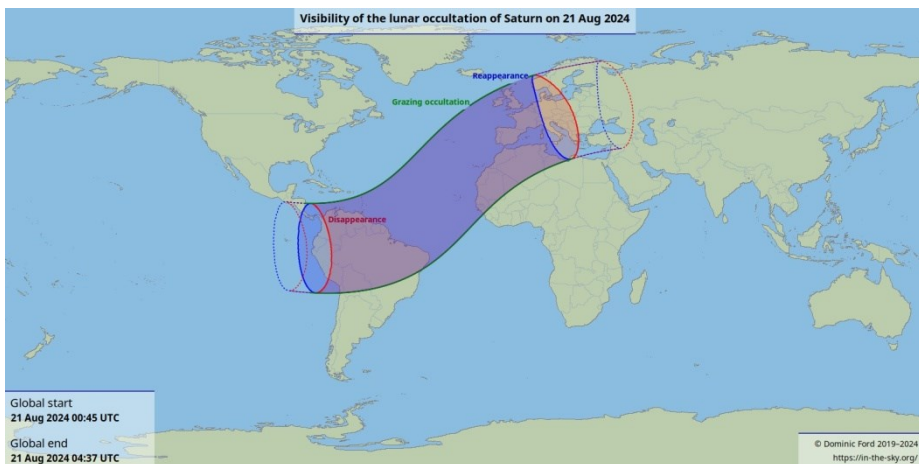 Visibility of the lunar occultation of Saturn on 21 Aug 2024
Reappearance
Grazing occultation
Disappearance
Global start
21 Aug 2024 00:45 UTC
Global end
21 Aug 2024 04:37 UTC
© Dominic Ford 2019–2024
https://in-the-sky.org/